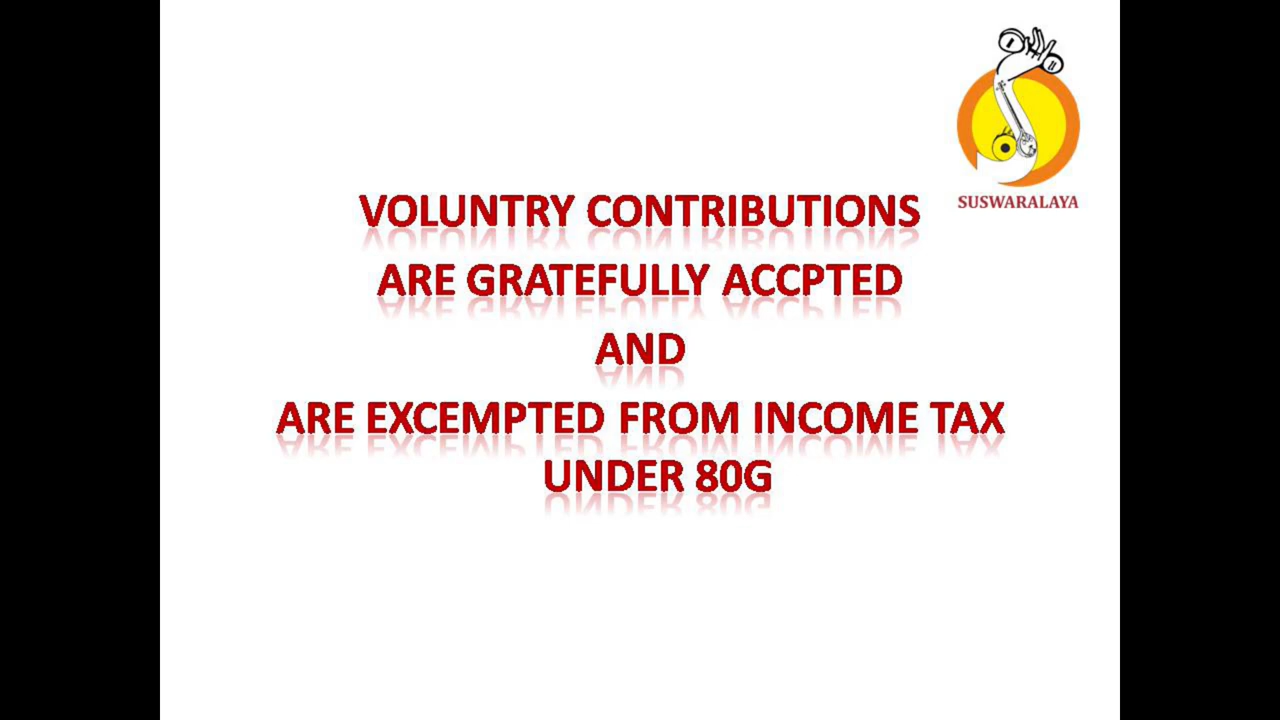 SUSWARALAYA
VOLUNTRY CONTRIBUTIONS
ARE GRATEFULLY ACCPTED
AND
ARE EXCEMPTED FROM INCOME TAX
UNDER 80G